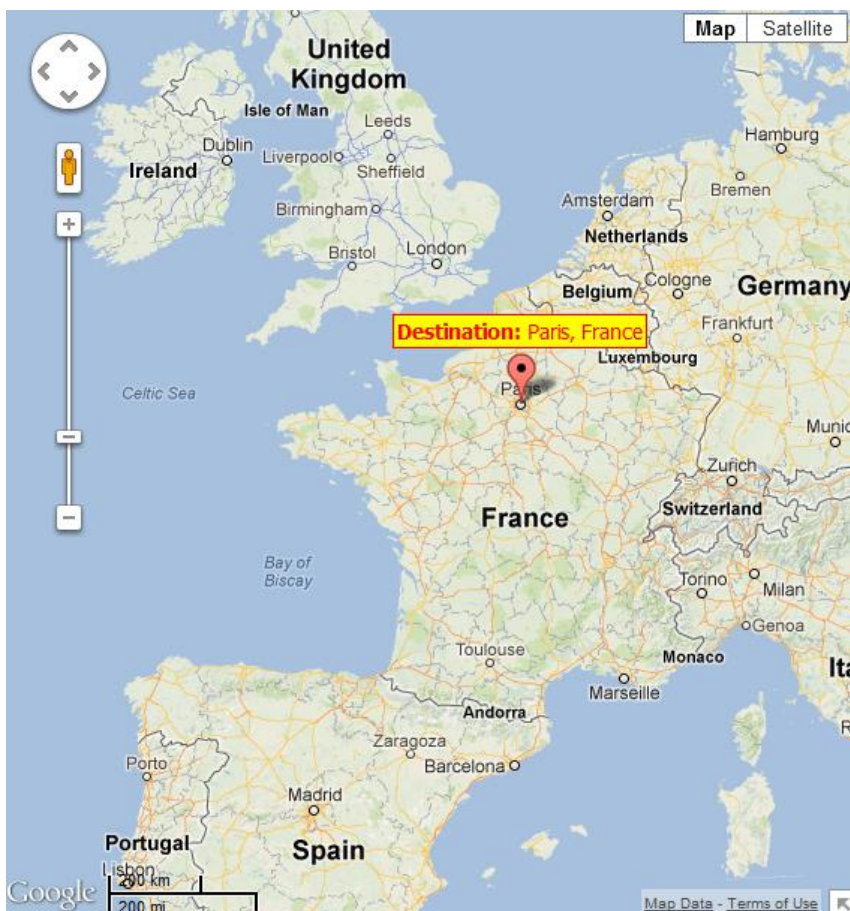 Map Satellite
United
Kingdom
Isle of Man
Leeds
Hamburg
Dublin
Liverpool
Ireland
Sheffield
Bremen
Amsterdam
Birmingham
Netherlands
Bristol
London
Cologne
Belgium
Germany
Frankfurt
Destination: Paris, France
Luxembourg
Celtic Sea
Paris
Munic
Zurich
Switzerland
France
Bay of
Biscay
Torino
Milan
Genoa
Toulouse
Monaco
Ita
Marseille
Andorra
R
Zaragoza
Porto
Barcelona
Madrid
Portugal
Spain
Lisbon
200 km
Google
200 mi
Map Data - Terms of Use